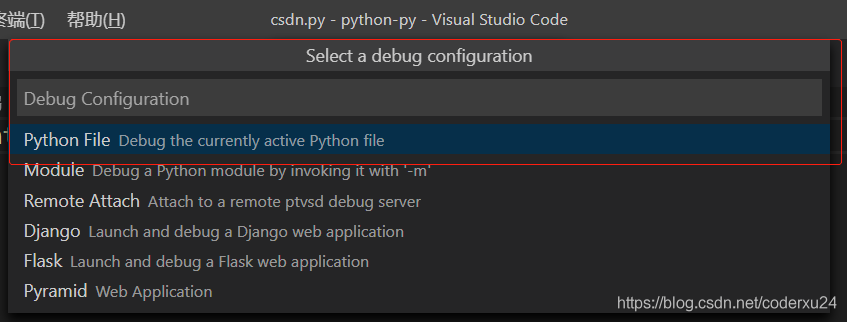 终端(T) 帮助(H) csdn.py - python-py - Visual Studio Code
Select a debug configuration
Debug Configuration
Python File Debug the currently active Python file
Module Debug a Python module by invoking it with '-m'
Remote Attach Attach to a remote ptvsd debug server
Django Launch and debug a Django web application
Flask Launch and debug a Flask web application
Pyramid Web Application
https://blog.csdn.net/coderxu24